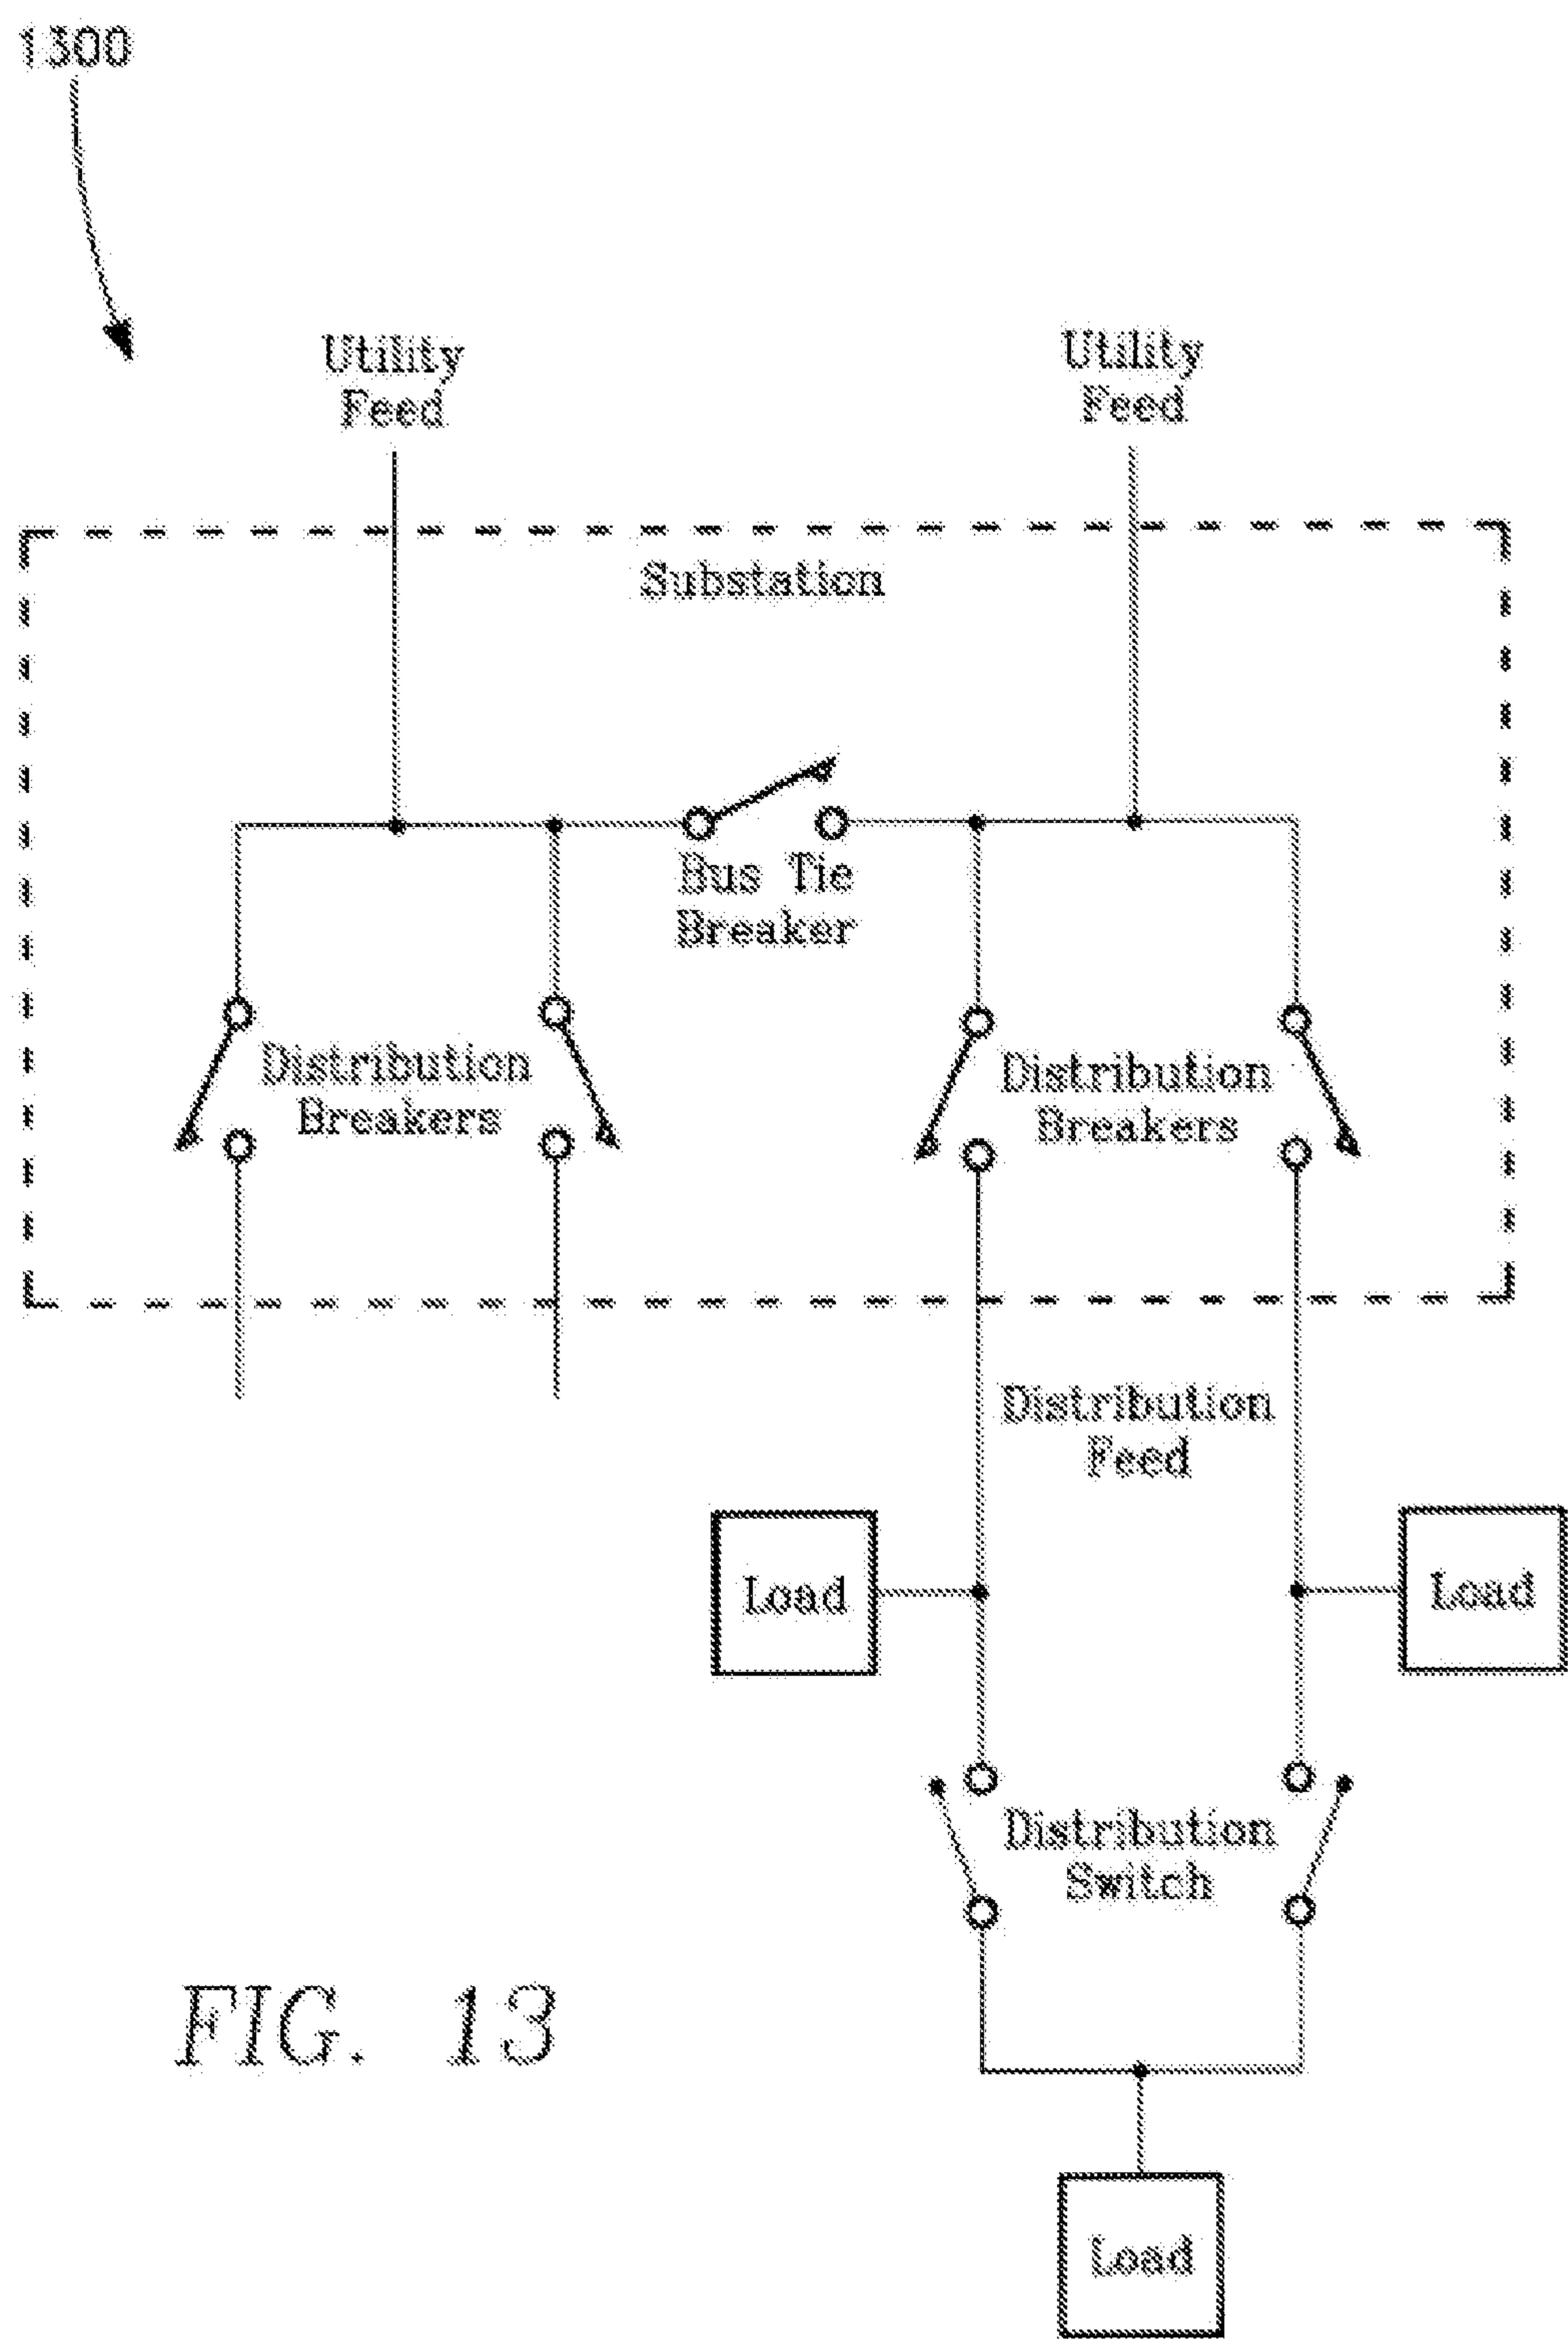 1300
Utility
Feed
Utility
Feed
Substation
Bus Tie
Breaker
Distribution
Breakers
Distribution
Breakers
Distribution
Feed
Load
Load
Distribution
Switch
FIG. 13
Load